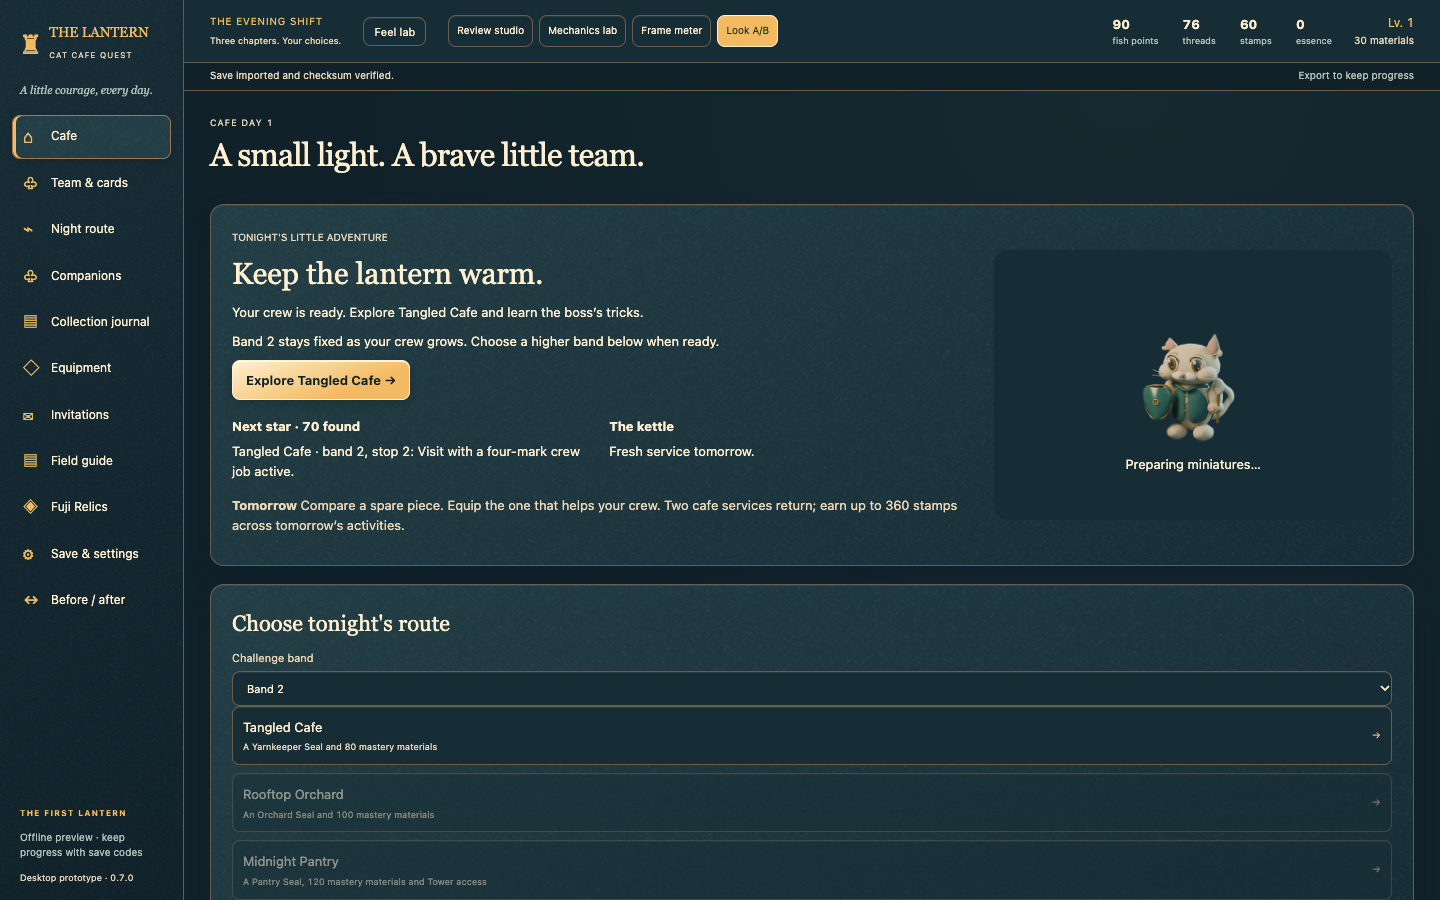 THE LANTERN
CAT CAFE QUEST
A little courage, every day.
Cafe
Team & cards
Night route
Companions
Collection journal
Equipment
Invitations
Field guide
Fuji Relics
Save & settings
Before / after
THE FIRST LANTERN
Offline preview · keep
progress with save codes
Desktop prototype · 0.7.0
THE EVENING SHIFT
Three chapters. Your choices.
Feel lab
Review studio
Mechanics lab
Frame meter
Look A/B
90
fish points
76
threads
60
stamps
0
essence
Lv. 1
30 materials
Save imported and checksum verified.
Export to keep progress
CAFE DAY 1
A small light. A brave little team.
TONIGHT'S LITTLE ADVENTURE
Keep the lantern warm.
Your crew is ready. Explore Tangled Cafe and learn the boss's tricks.
Band 2 stays fixed as your crew grows. Choose a higher band below when ready.
Explore Tangled Cafe →
Next star · 70 found
Tangled Cafe · band 2, stop 2: Visit with a four-mark crew
job active.
The kettle
Fresh service tomorrow.
Tomorrow Compare a spare piece. Equip the one that helps your crew. Two cafe services return; earn up to 360 stamps
across tomorrow's activities.
Preparing miniatures...
Choose tonight's route
Challenge band
Band 2
Tangled Cafe
A Yarnkeeper Seal and 80 mastery materials
→
Rooftop Orchard
An Orchard Seal and 100 mastery materials
→
Midnight Pantry
A Pantry Seal, 120 mastery materials and Tower access
→